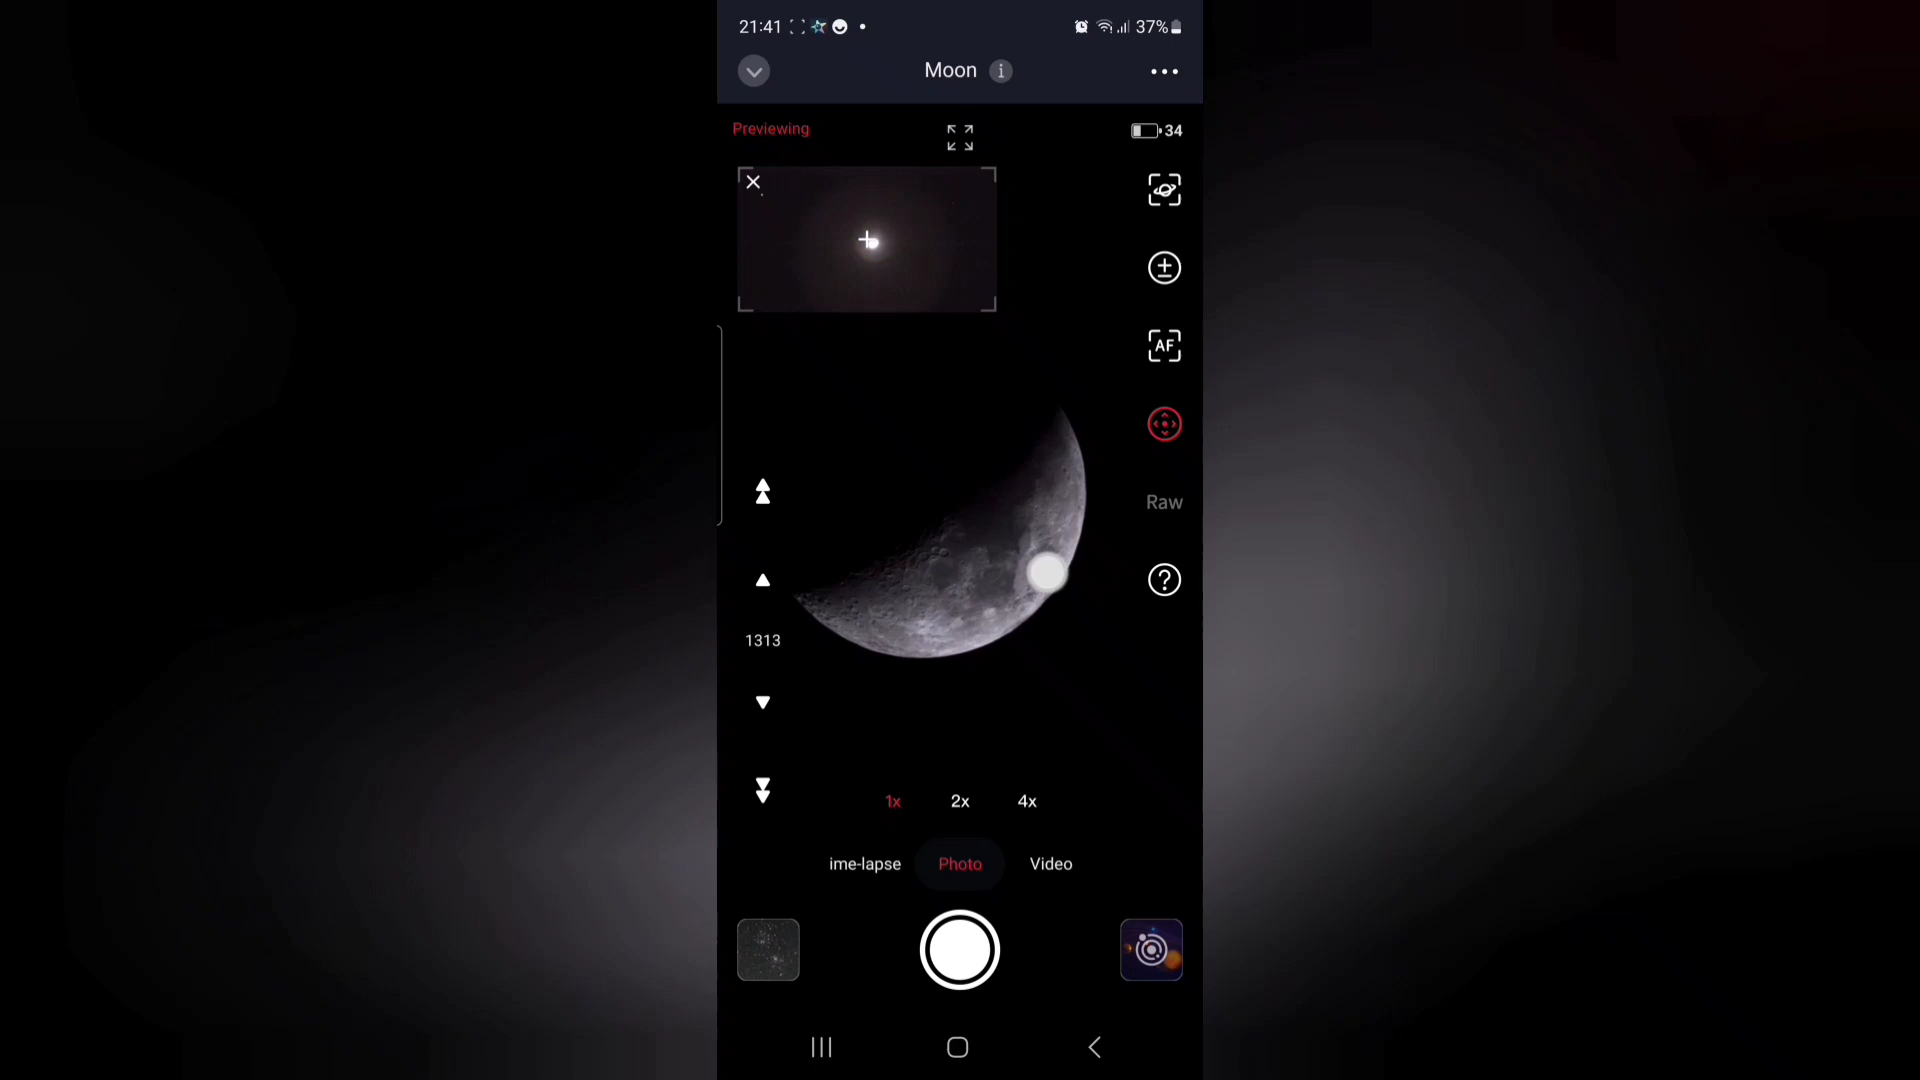 21:41 37%
Moon
Previewing
34
AF
Raw
1313
1x 2x 4x
ime-lapse Photo Video